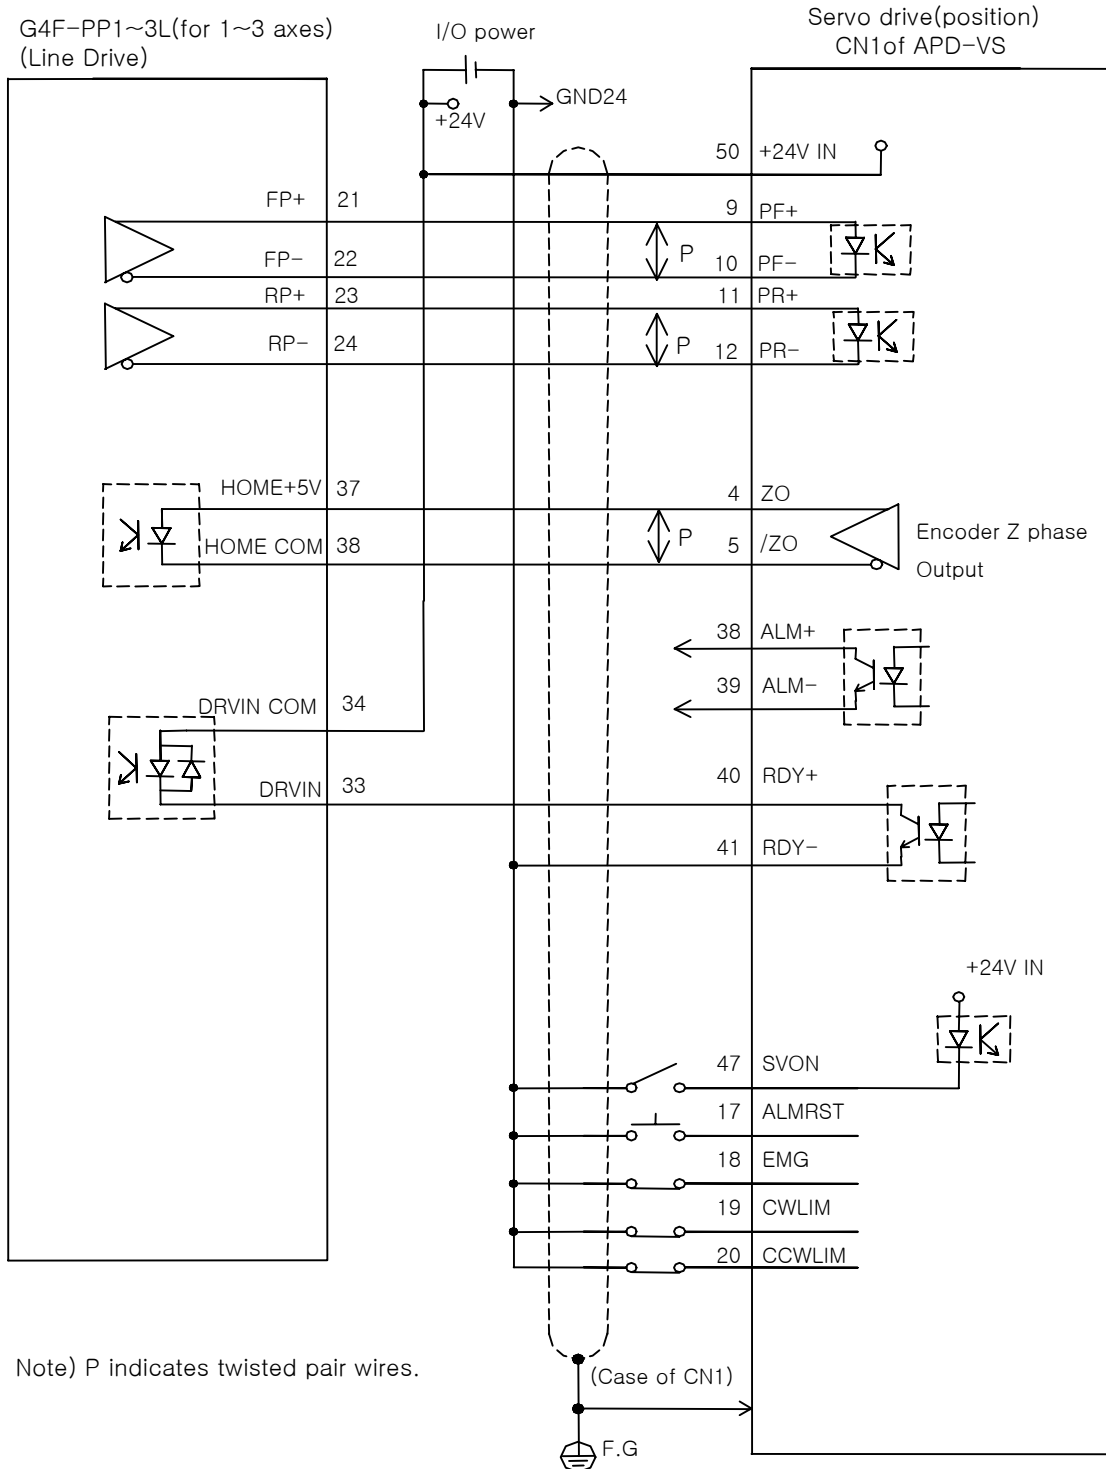 G4F-PP1~3L(for 1~3 axes)
(Line Drive)
I/O power
Servo drive(position)
CN1of APD-VS
GND24
+24V
50 +24V IN
FP+ 21
9 PF+
FP- 22
P
10 PF-
RP+ 23
11 PR+
RP- 24
P
12 PR-
HOME+5V 37
4 ZO
HOME COM 38
P
5 /ZO
Encoder Z phase
Output
38 ALM+
39 ALM-
DRVIN COM 34
40 RDY+
DRVIN 33
41 RDY-
+24V IN
47 SVON
17 ALMRST
18 EMG
19 CWLIM
20 CCWLIM
Note) P indicates twisted pair wires.
(Case of CN1)
F.G